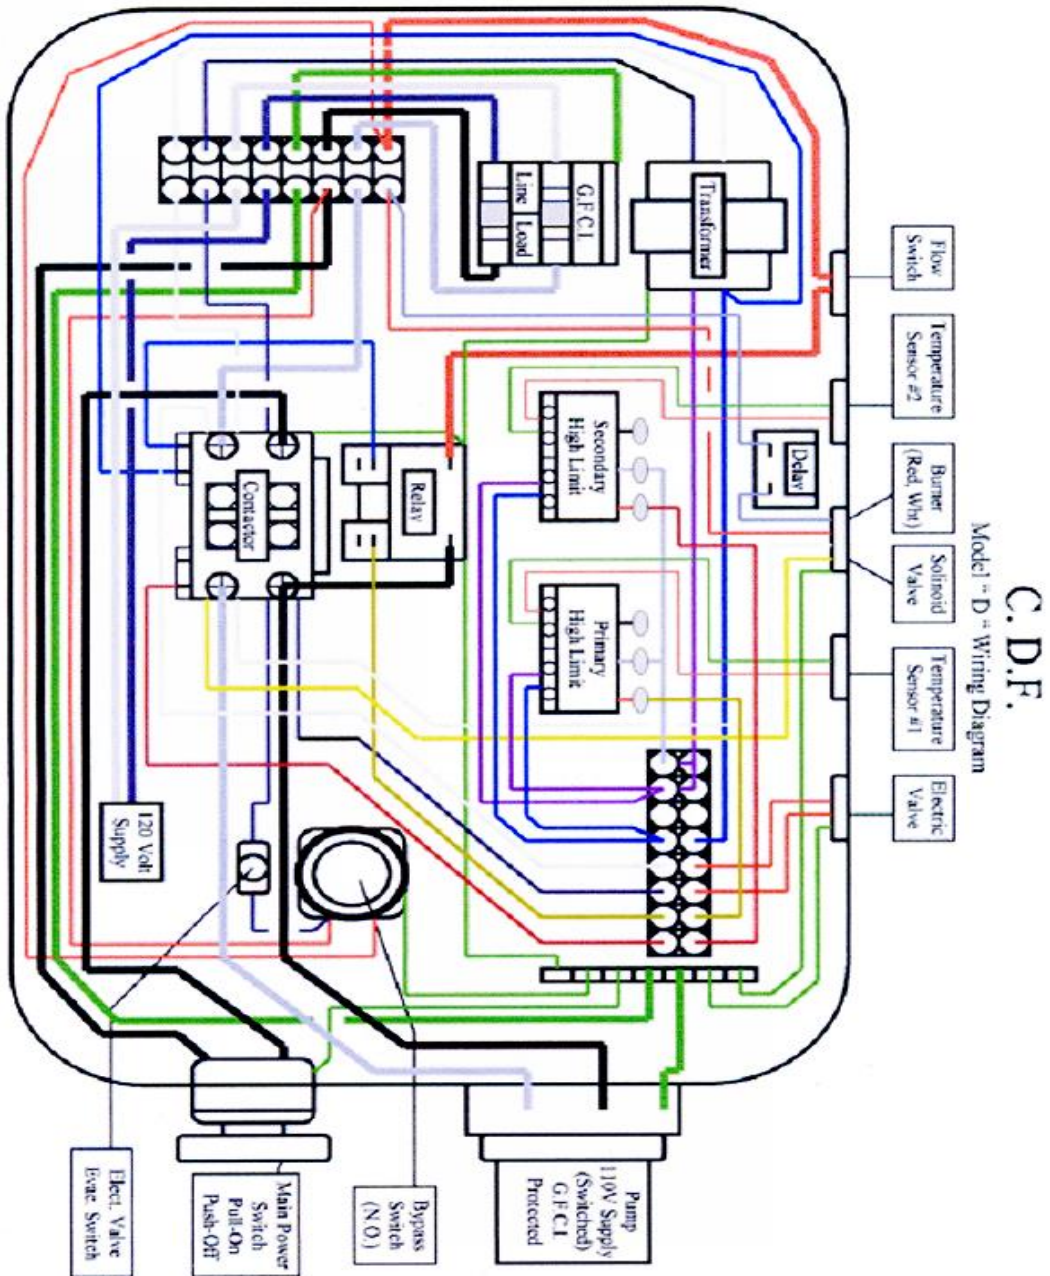 C. D.F.
Model "D" Wiring Diagram
Flow
Switch
Temperature
Sensor #2
Burner
(Red, Wht)
Solinoid
Valve
Temperature
Sensor #1
Electric
Valve
Transformer
G.F.C.I.
Line Load
Delay
Secondary
High Limit
Primary
High Limit
Relay
Contactor
120 Volt
Supply
Pump
110V Supply
(Switched)
G.F.C.I.
Protected
Bypass
Switch
(N.O.)
Main Power
Switch
Pull-On
Push-Off
Elect. Valve
Evac. Switch